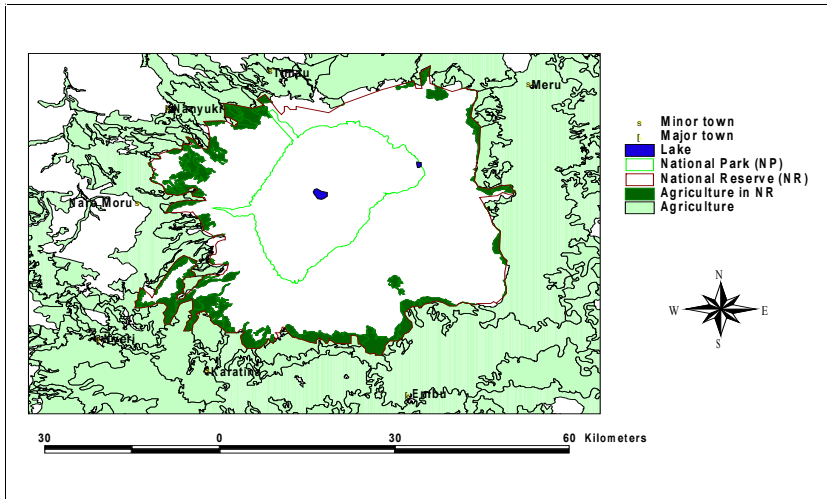 Timau
Meru
Nanyuki
Naro Moru
Karatina
Embu
s Minor town
[ Major town
Lake
National Park (NP)
National Reserve (NR)
Agriculture in NR
Agriculture
N
W E
S
30 0 30 60 Kilometers